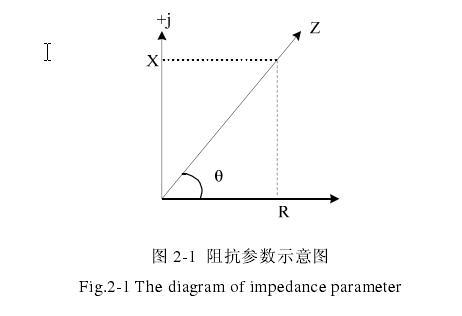 +j
Z
X
θ
R
图 2-1 阻抗参数示意图
Fig.2-1 The diagram of impedance parameter